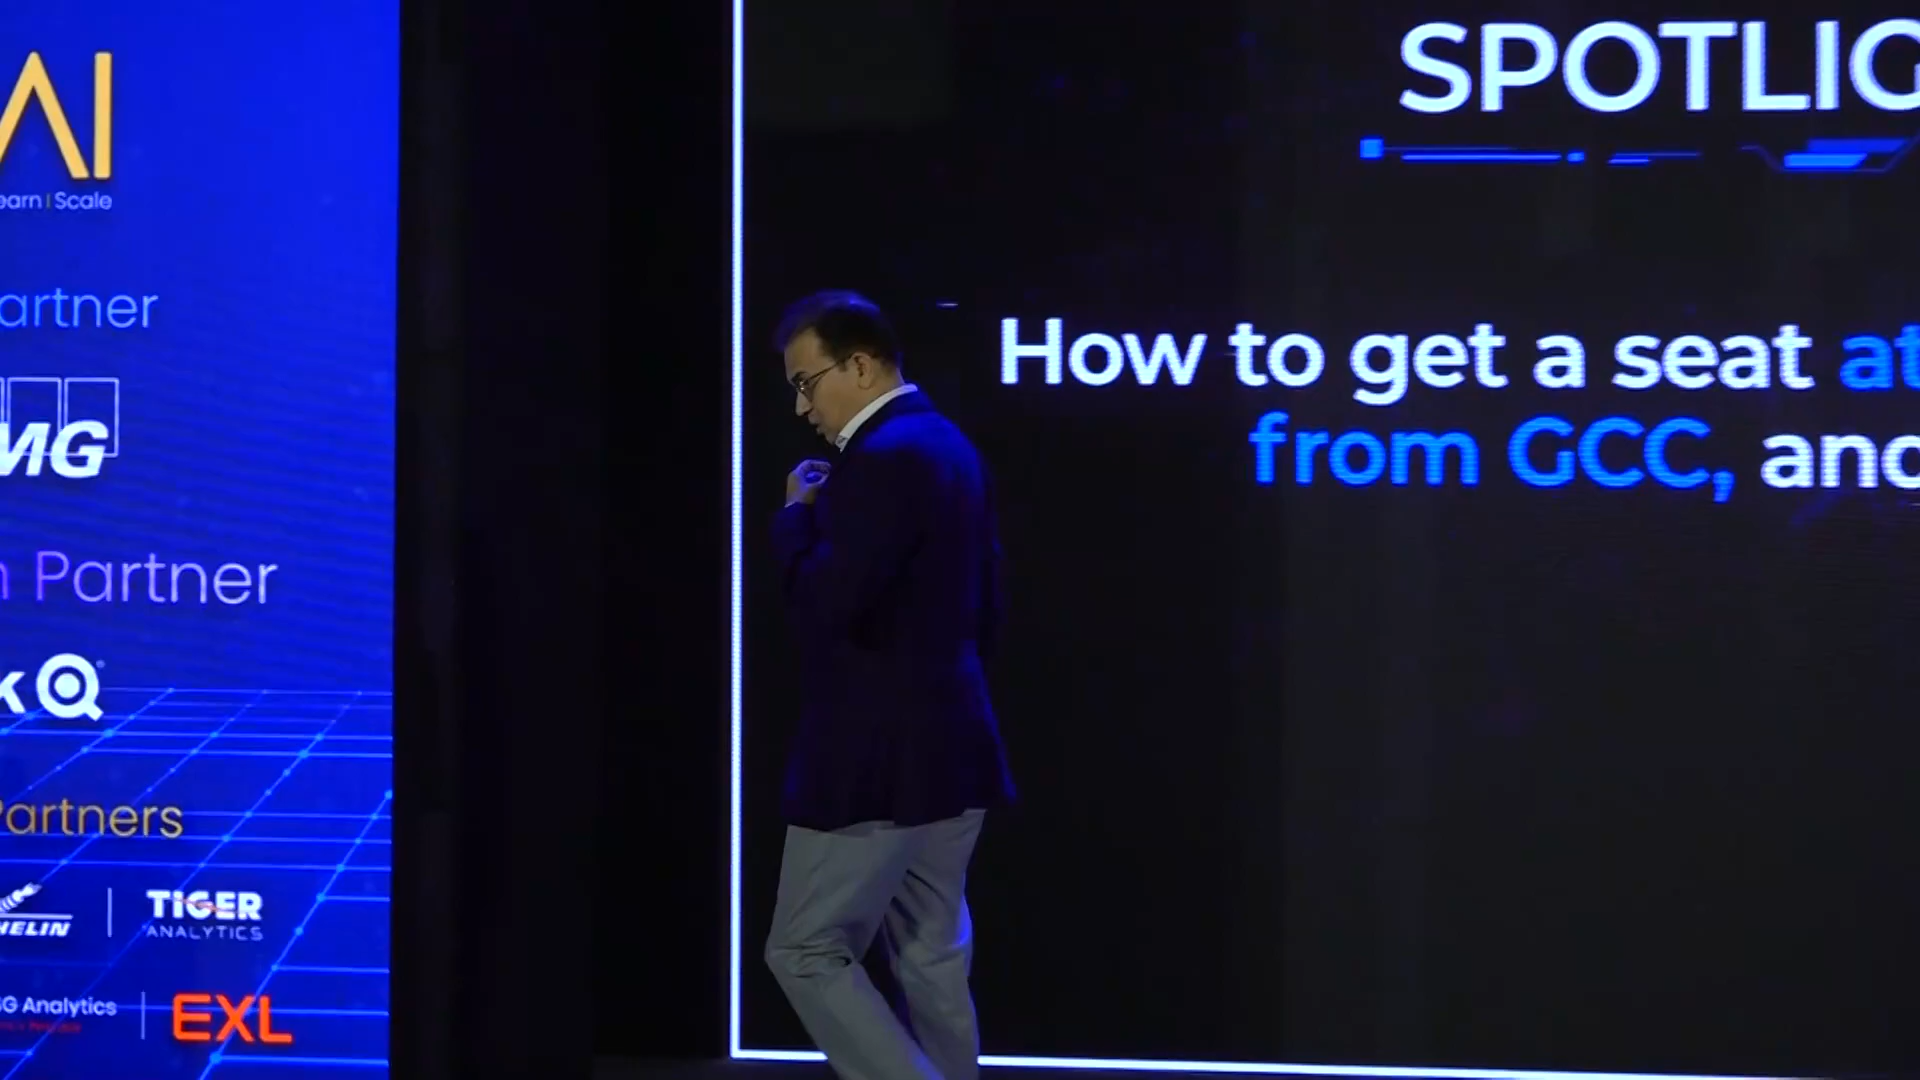 AI
earn | Scale
artner
MG
Partner
k
Partners
HELIN
TIGER
ANALYTICS
G Analytics
EXL
SPOTLIG
How to get a seat at
from GCC, and